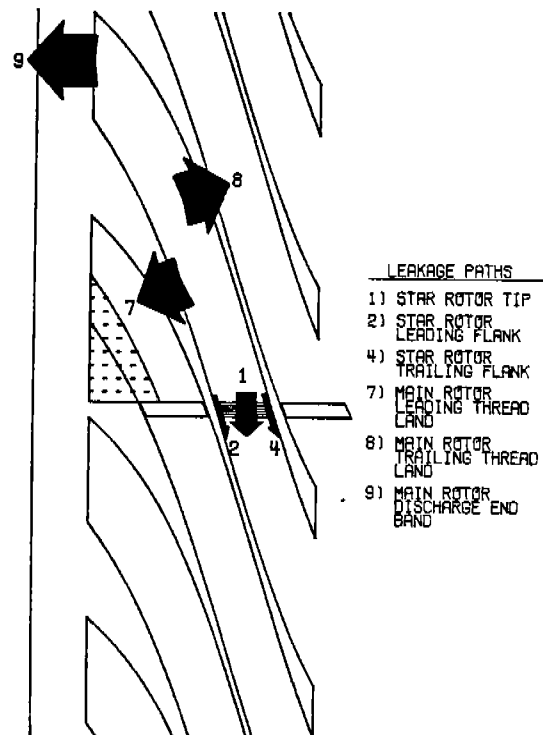 9
8
7
1
2
4
LEAKAGE PATHS
1) STAR ROTOR TIP
2) STAR ROTOR
LEADING FLANK
4) STAR ROTOR
TRAILING FLANK
7) MAIN ROTOR
LEADING THREAD
LAND
8) MAIN ROTOR
TRAILING THREAD
LAND
9) MAIN ROTOR
DISCHARGE END
BAND